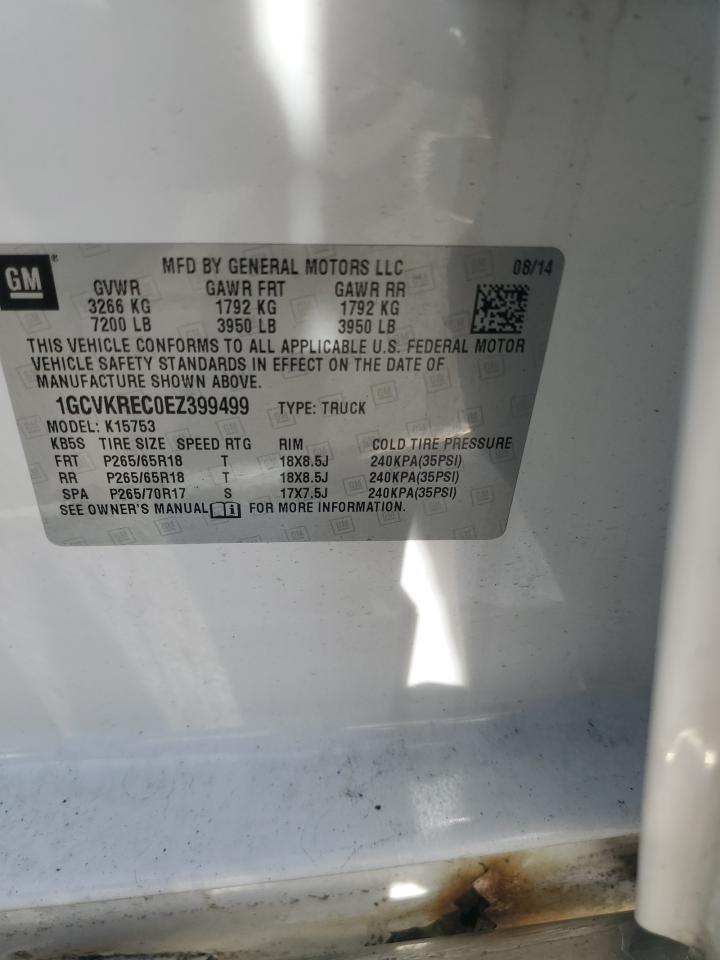 GM® MFD BY GENERAL MOTORS LLC 08/14
GVWR GAWR FRT GAWR RR
3266 KG 1792 KG 1792 KG
7200 LB 3950 LB 3950 LB
THIS VEHICLE CONFORMS TO ALL APPLICABLE U.S. FEDERAL MOTOR
VEHICLE SAFETY STANDARDS IN EFFECT ON THE DATE OF
MANUFACTURE SHOWN ABOVE.
1GCVKREC0EZ399499 TYPE: TRUCK
MODEL: K15753
KB5S TIRE SIZE SPEED RTG RIM COLD TIRE PRESSURE
FRT P265/65R18 T 18X8.5J 240KPA(35PSI)
RR P265/65R18 T 18X8.5J 240KPA(35PSI)
SPA P265/70R17 S 17X7.5J 240KPA(35PSI)
SEE OWNER'S MANUAL i FOR MORE INFORMATION.